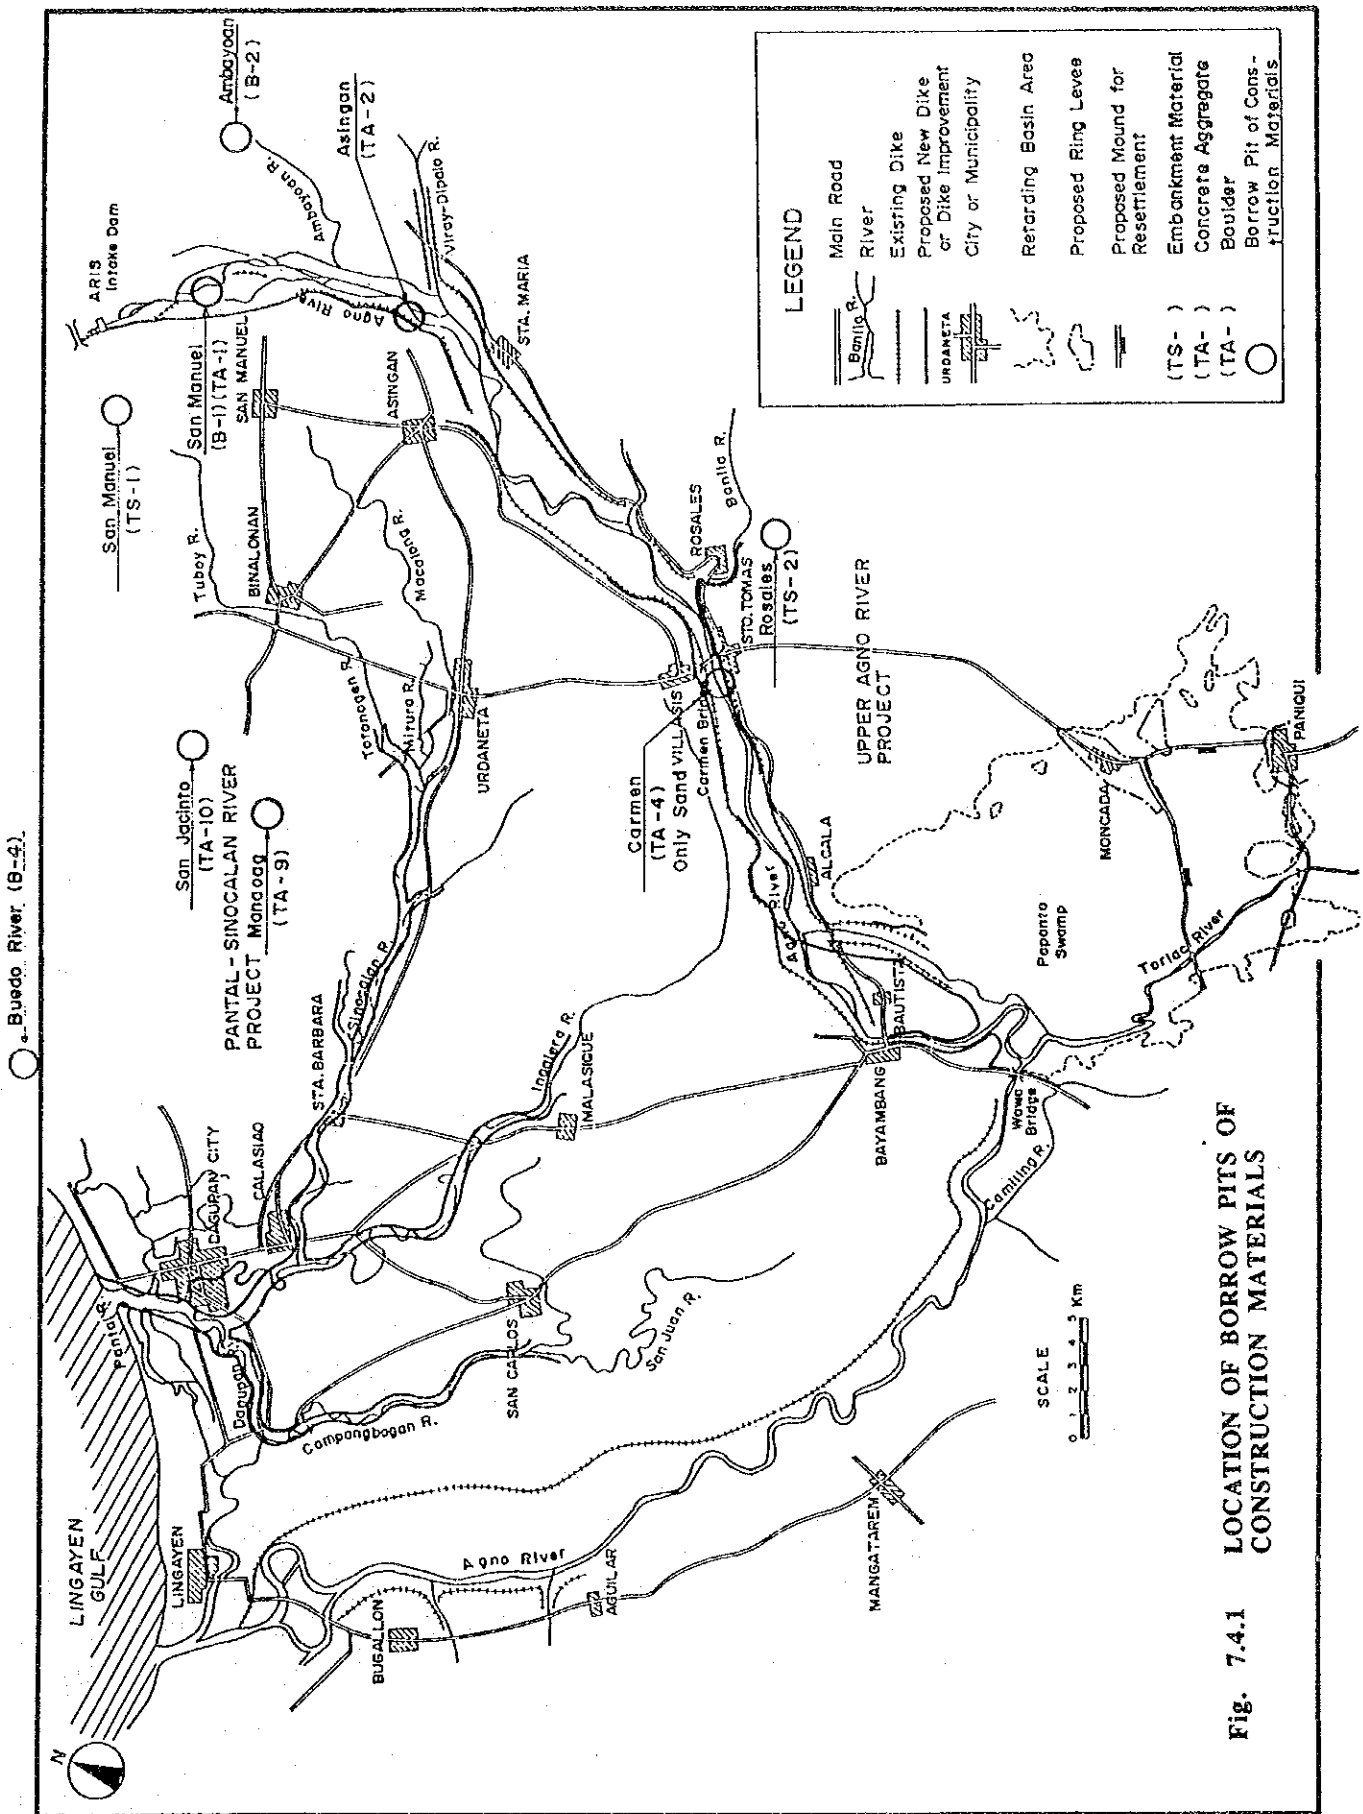 Buedo River (B-4)
N
LINGAYEN
GULF
ARIS
Intake Dam
Ambayoan
(B-2)
Ambayoan R.
Asingan
(TA-2)
Viray-Dipalo R.
San Manuel
(TS-1)
San Manuel
(B-1)(TA-1)
SAN MANUEL
Agno River
STA. MARIA
ASINGAN
Tuboy R.
BINALONAN
Macalong R.
San Jacinto
(TA-10)
PANTAL-SINOCALAN RIVER
PROJECT
Manaoag
(TA-9)
Mitura R.
URDANETA
ROSALES
Banila R.
STO. TOMAS
Rosales
(TS-2)
VILLASIS
Carmen Bridge
Carmen
(TA-4)
Only Sand
UPPER AGNO RIVER
PROJECT
Pantal R.
DAGUPAN CITY
CALASIAO
STA. BARBARA
Sinocalan R.
Ingalera R.
MALASIQUE
Agno River
ALCALA
BAUTISTA
BAYAMBANG
MONCADA
PANIQUI
Poponto
Swamp
Tarlac River
Wawa
Bridge
Camiling R.
LINGAYEN
Campangbogan R.
SAN CARLOS
San Juan R.
BUGALLON
Agno River
AGUILAR
MANGATAREM
SCALE
0 1 2 3 4 5 Km
LEGEND
Main Road
Banila R.
River
Existing Dike
Proposed New Dike
or Dike Improvement
URDANETA
City or Municipality
Retarding Basin Area
Proposed Ring Levee
Proposed Mound for
Resettlement
(TS- ) Embankment Material
(TA- ) Concrete Aggregate
(TA- ) Boulder
Borrow Pit of Cons-
truction Materials
Fig. 7.4.1 LOCATION OF BORROW PITS OF
CONSTRUCTION MATERIALS